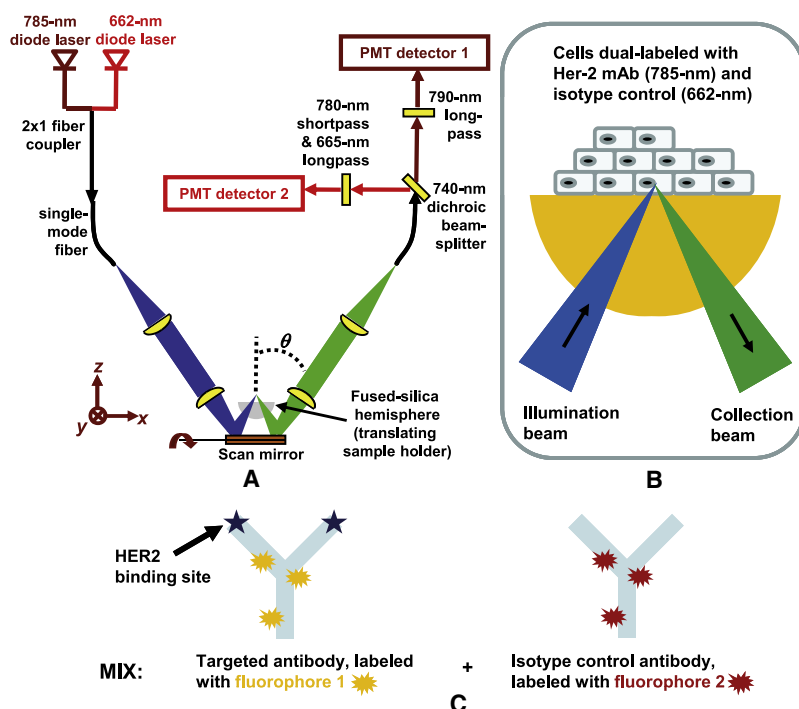 785-nm
diode laser
662-nm
diode laser
2x1 fiber
coupler
single-
mode
fiber
PMT detector 1
780-nm
shortpass
& 665-nm
longpass
790-nm
long-
pass
PMT detector 2
740-nm
dichroic
beam-
splitter
θ
z
y
x
Fused-silica
hemisphere
(translating
sample holder)
Scan mirror
A
Cells dual-labeled with
Her-2 mAb (785-nm) and
isotype control (662-nm)
Illumination
beam
Collection
beam
B
HER2
binding site
MIX:
Targeted antibody, labeled
with fluorophore 1
+
Isotype control antibody,
labeled with fluorophore 2
C